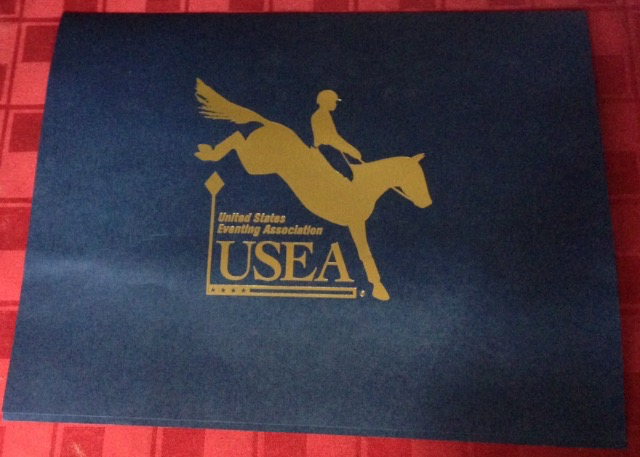 United States
Eventing Association
USEA